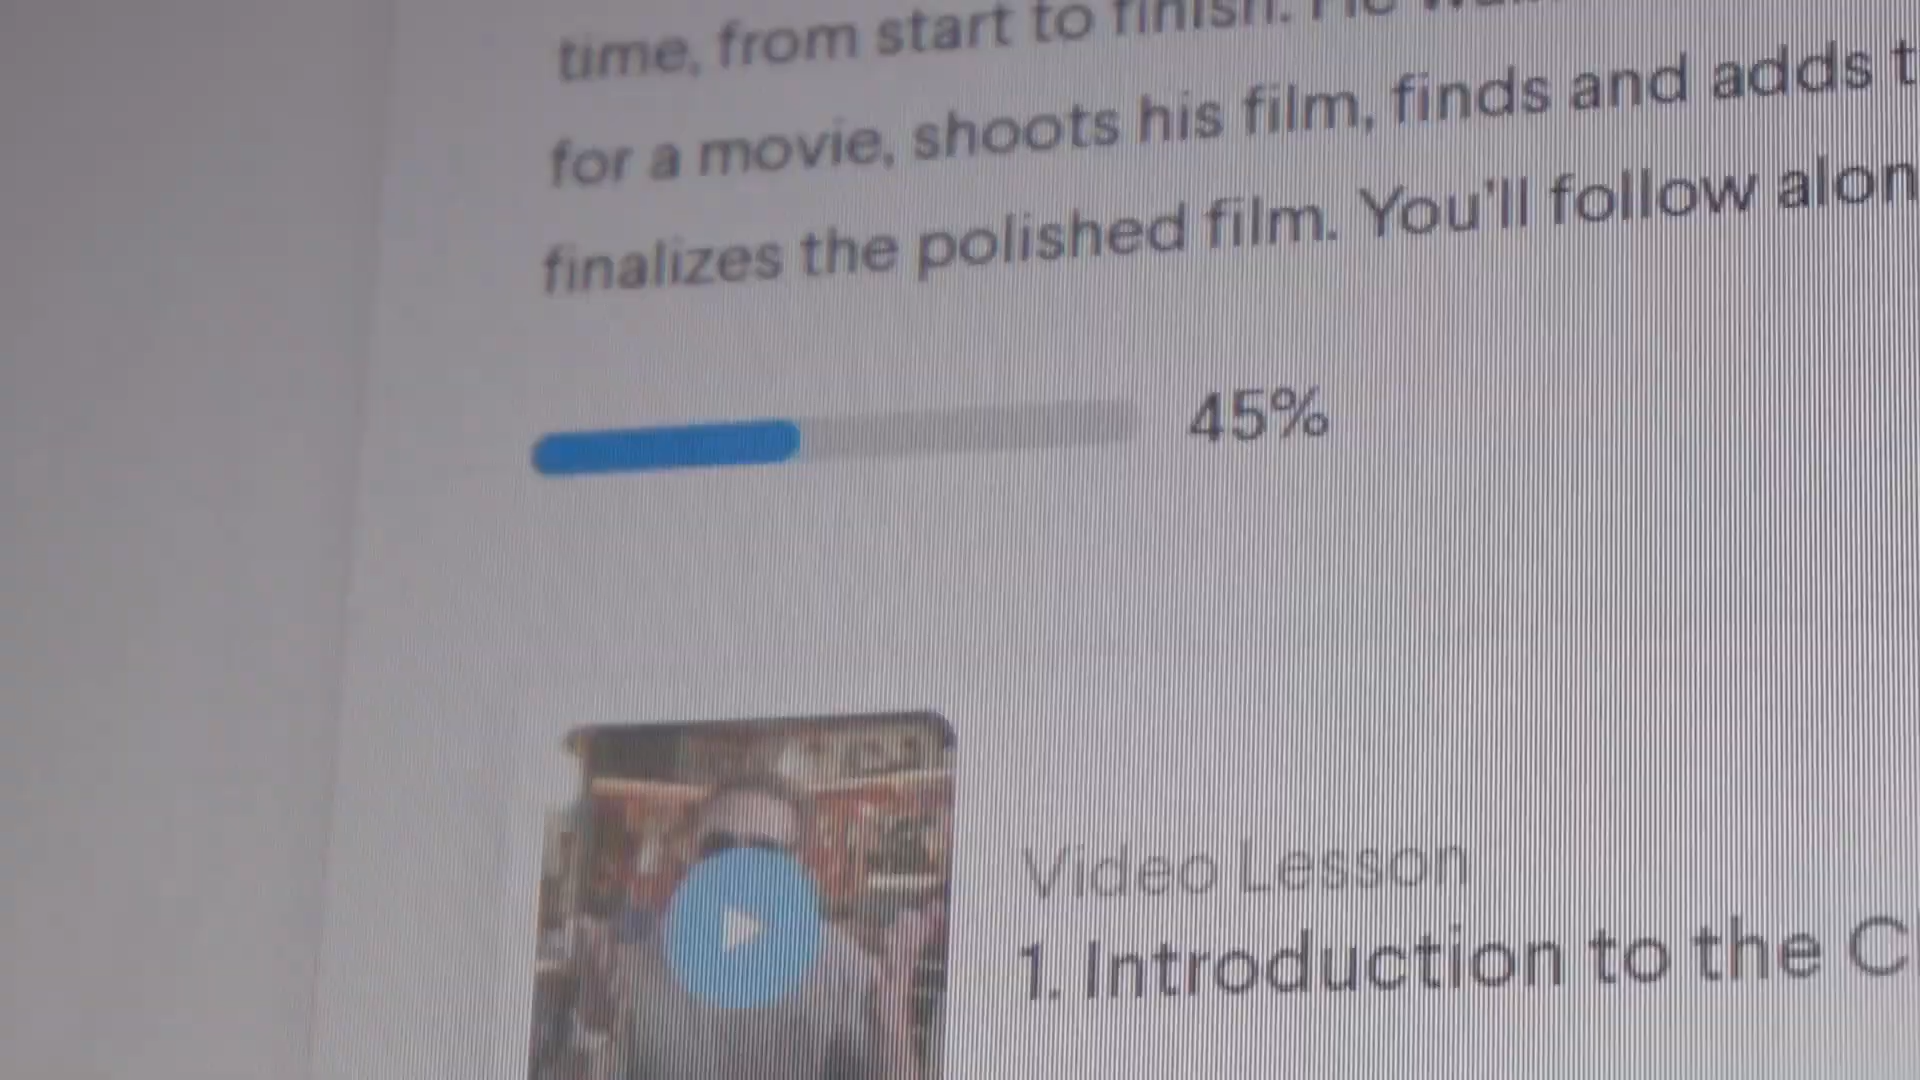 time, from start to finish. He
for a movie, shoots his film, finds and adds
finalizes the polished film. You'll follow
45%
Video Lesson
1. Introduction to the